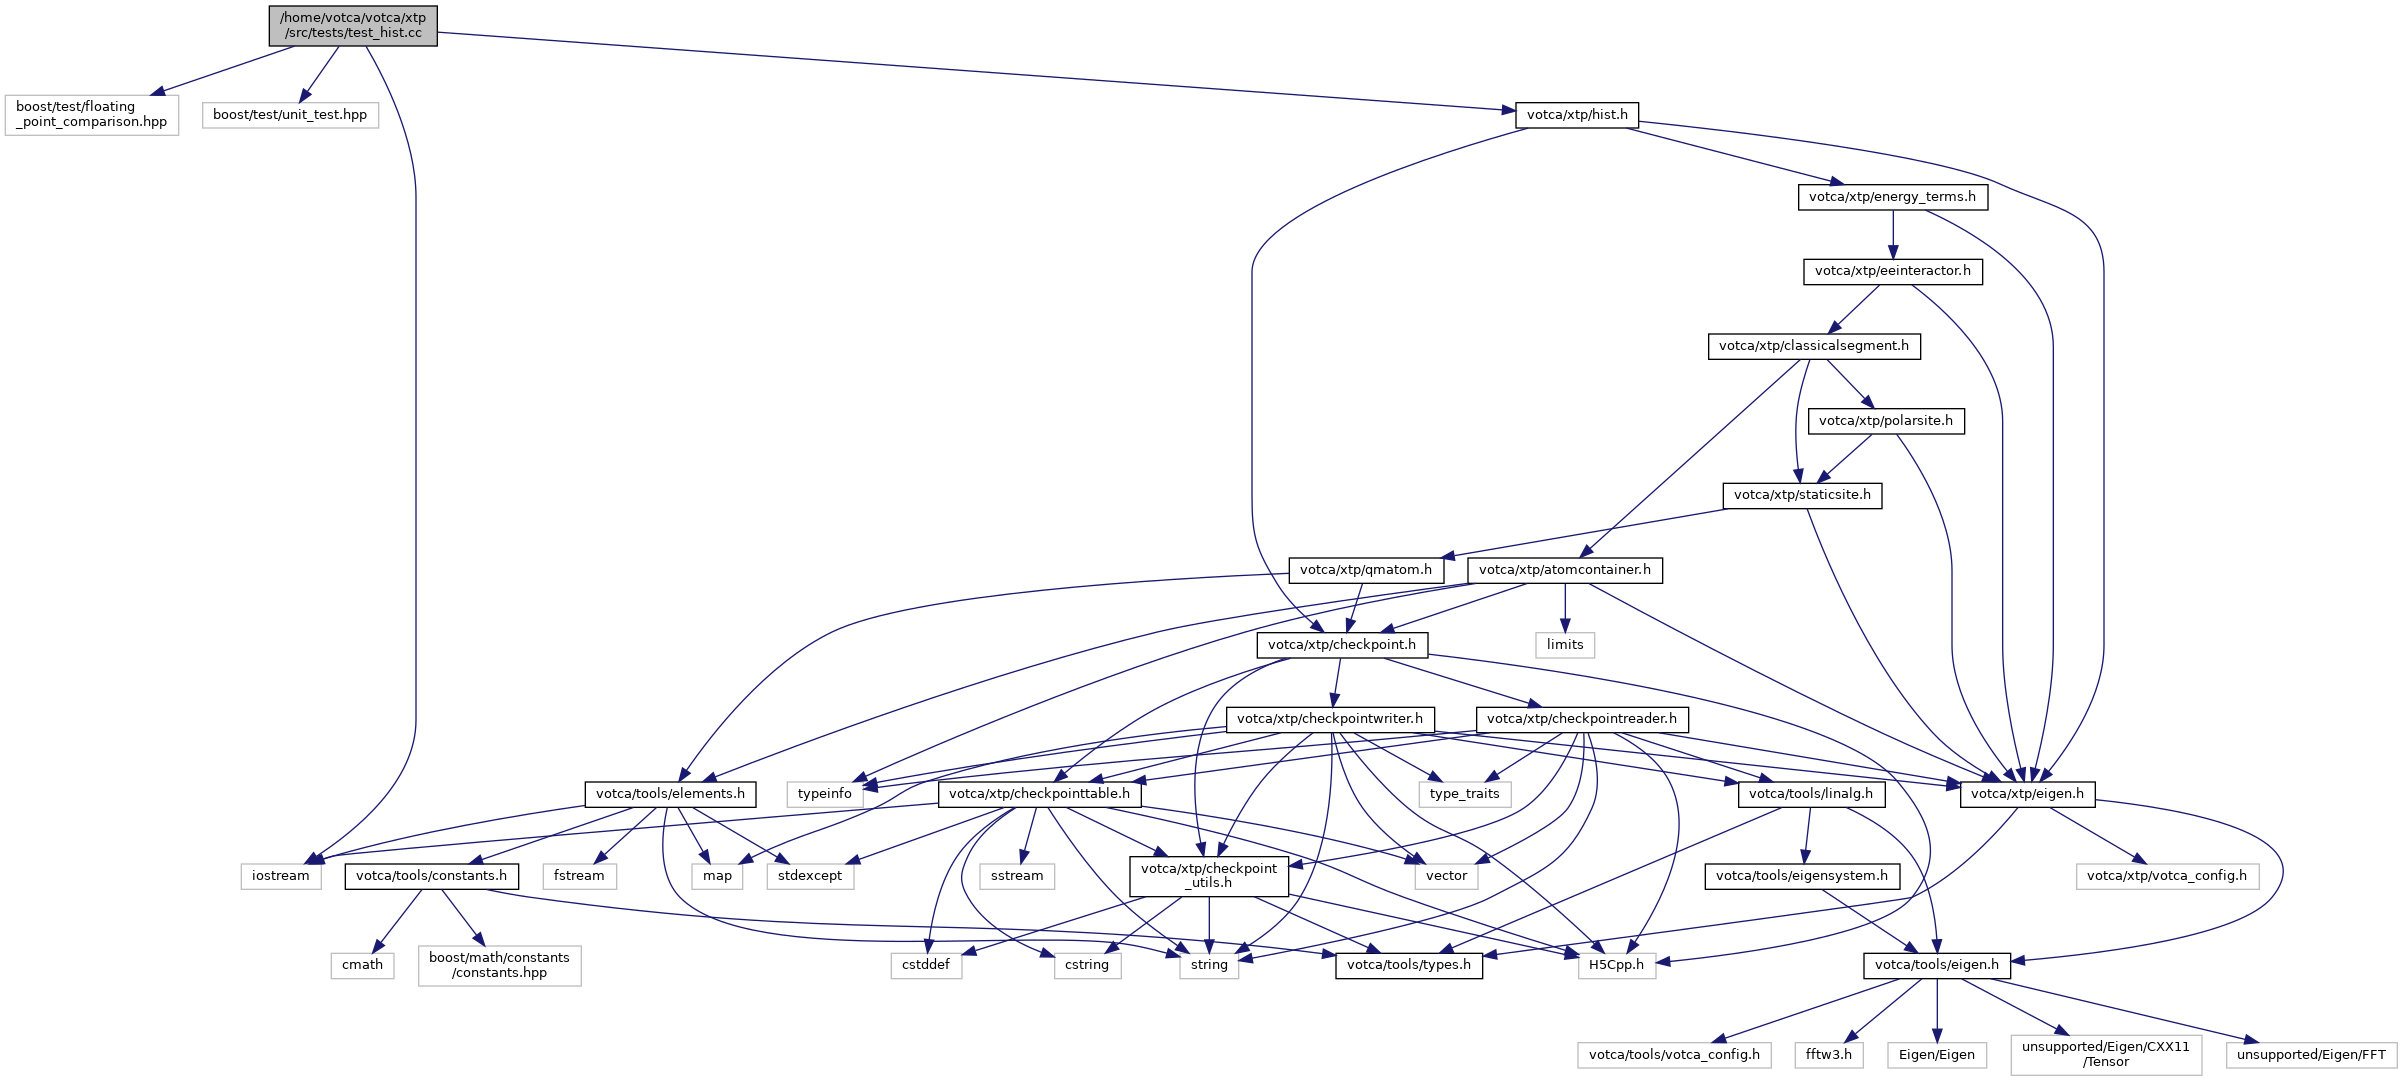 /home/votca/votca/xtp
/src/tests/test_hist.cc
boost/test/floating
_point_comparison.hpp
boost/test/unit_test.hpp
votca/xtp/hist.h
votca/xtp/energy_terms.h
votca/xtp/eeinteractor.h
votca/xtp/classicalsegment.h
votca/xtp/polarsite.h
votca/xtp/staticsite.h
votca/xtp/qmatom.h
votca/xtp/atomcontainer.h
votca/xtp/checkpoint.h
limits
votca/xtp/checkpointwriter.h
votca/xtp/checkpointreader.h
votca/tools/elements.h
typeinfo
votca/xtp/checkpointtable.h
type_traits
votca/tools/linalg.h
votca/xtp/eigen.h
iostream
votca/tools/constants.h
fstream
map
stdexcept
sstream
votca/xtp/checkpoint
_utils.h
vector
votca/tools/eigensystem.h
votca/xtp/votca_config.h
cmath
boost/math/constants
/constants.hpp
cstddef
cstring
string
votca/tools/types.h
H5Cpp.h
votca/tools/eigen.h
votca/tools/votca_config.h
fftw3.h
Eigen/Eigen
unsupported/Eigen/CXX11
/Tensor
unsupported/Eigen/FFT